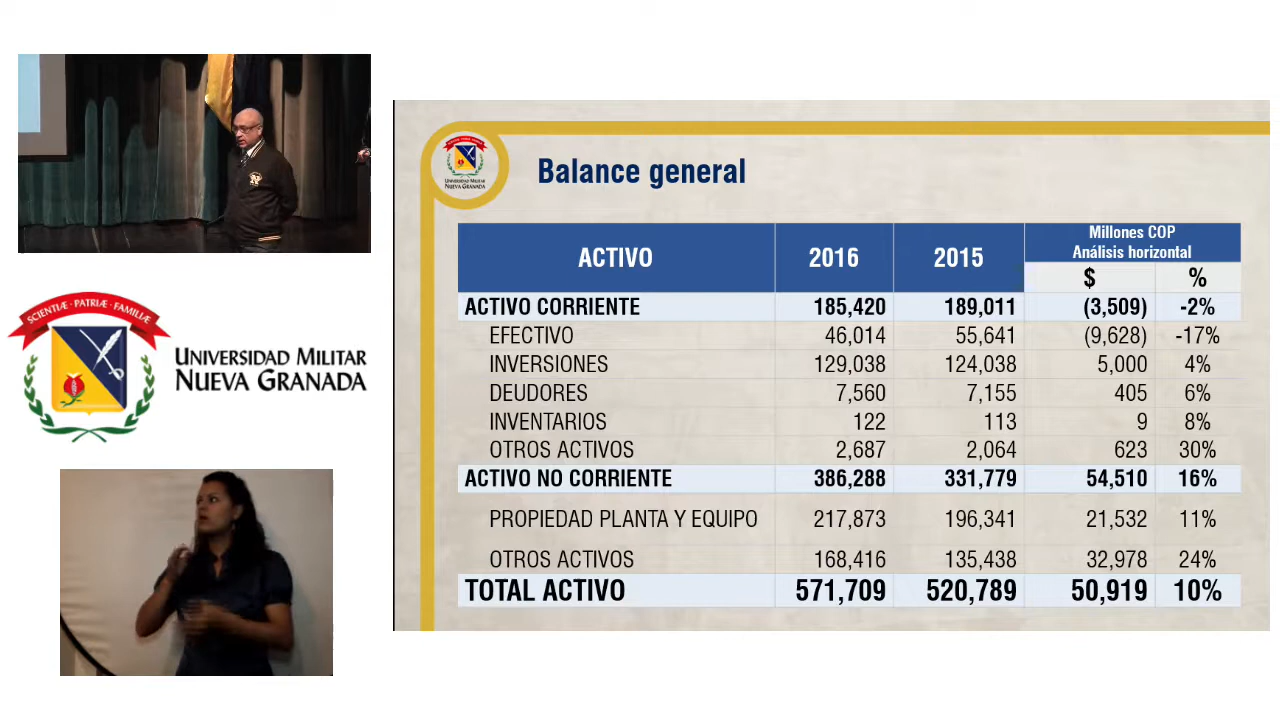 SCIENTIÆ · PATRIÆ · FAMILIÆ
UNIVERSIDAD MILITAR
NUEVA GRANADA
UNIVERSIDAD MILITAR
NUEVA GRANADA
Balance general
ACTIVO 2016 2015 Millones COP
Análisis horizontal
$ %
ACTIVO CORRIENTE 185,420 189,011 (3,509) -2%
EFECTIVO 46,014 55,641 (9,628) -17%
INVERSIONES 129,038 124,038 5,000 4%
DEUDORES 7,560 7,155 405 6%
INVENTARIOS 122 113 9 8%
OTROS ACTIVOS 2,687 2,064 623 30%
ACTIVO NO CORRIENTE 386,288 331,779 54,510 16%
PROPIEDAD PLANTA Y EQUIPO 217,873 196,341 21,532 11%
OTROS ACTIVOS 168,416 135,438 32,978 24%
TOTAL ACTIVO 571,709 520,789 50,919 10%